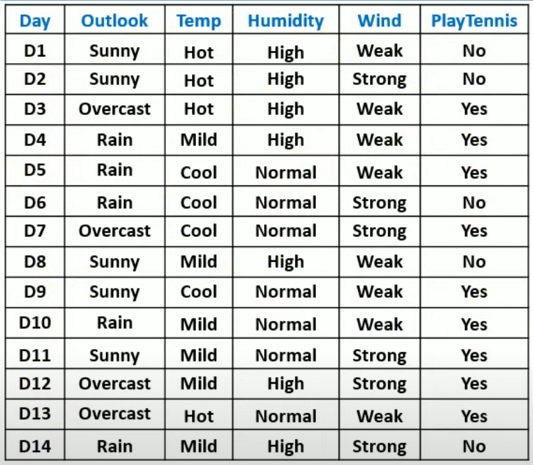 Day Outlook Temp Humidity Wind PlayTennis
D1 Sunny Hot High Weak No
D2 Sunny Hot High Strong No
D3 Overcast Hot High Weak Yes
D4 Rain Mild High Weak Yes
D5 Rain Cool Normal Weak Yes
D6 Rain Cool Normal Strong No
D7 Overcast Cool Normal Strong Yes
D8 Sunny Mild High Weak No
D9 Sunny Cool Normal Weak Yes
D10 Rain Mild Normal Weak Yes
D11 Sunny Mild Normal Strong Yes
D12 Overcast Mild High Strong Yes
D13 Overcast Hot Normal Weak Yes
D14 Rain Mild High Strong No